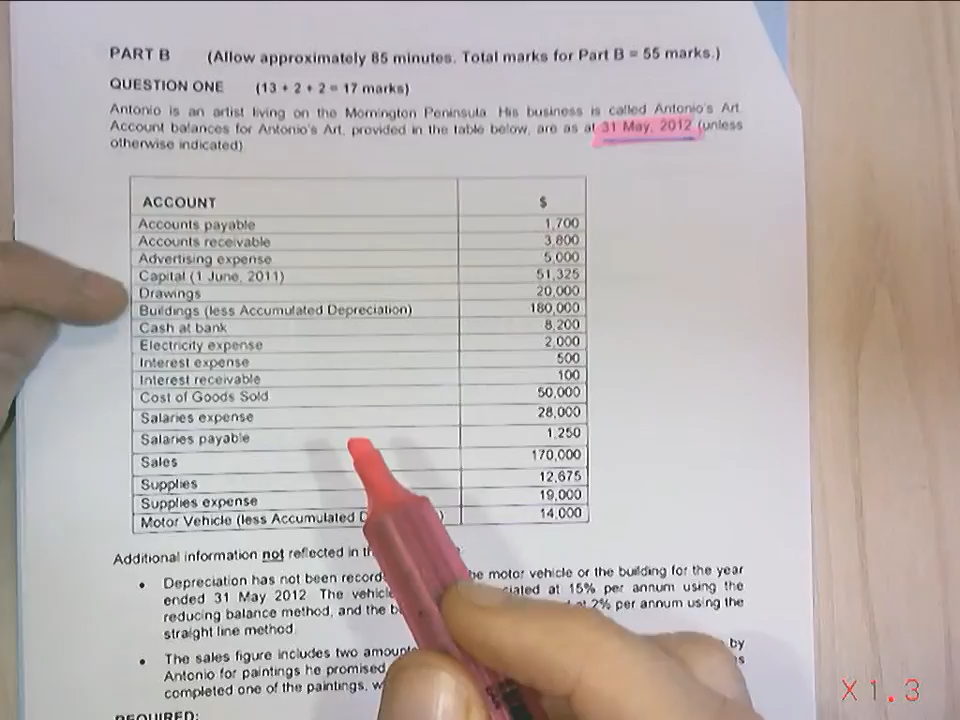 PART B (Allow approximately 85 minutes. Total marks for Part B = 55 marks.)
QUESTION ONE (13 + 2 + 2 = 17 marks)
Antonio is an artist living on the Mornington Peninsula. His business is called Antonio's Art.
Account balances for Antonio's Art, provided in the table below, are as at 31 May, 2012 (unless
otherwise indicated)
ACCOUNT $
Accounts payable 1,700
Accounts receivable 3,800
Advertising expense 5,000
Capital (1 June, 2011) 51,325
Drawings 20,000
Buildings (less Accumulated Depreciation) 180,000
Cash at bank 8,200
Electricity expense 2,000
Interest expense 500
Interest receivable 100
Cost of Goods Sold 50,000
Salaries expense 28,000
Salaries payable 1,250
Sales 170,000
Supplies 12,675
Supplies expense 19,000
Motor Vehicle (less Accumulated D ) 14,000
Additional information not reflected in
• Depreciation has not been record the motor vehicle or the building for the year
ended 31 May 2012 The vehicle ciated at 15% per annum using the
reducing balance method, and the b 2% per annum using the
straight line method.
• The sales figure includes two amount by
Antonio for paintings he promised
completed one of the paintings,
REQUIRED:
X1.3